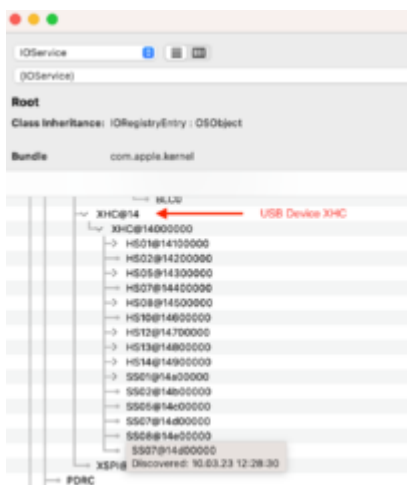 IOService
(IOService)
Root
Class Inheritance: IORegistryEntry : OSObject
Bundle com.apple.kernel
BLC0
XHC@14 USB Device XHC
XHC@14000000
HS01@14100000
HS02@14200000
HS05@14300000
HS07@14400000
HS08@14500000
HS10@14600000
HS12@14700000
HS13@14800000
HS14@14900000
SS01@14a00000
SS02@14b00000
SS05@14c00000
SS07@14d00000
SS08@14e00000
SS07@14d00000
XSPI@ Discovered: 10.03.23 12:28:30
PDRC